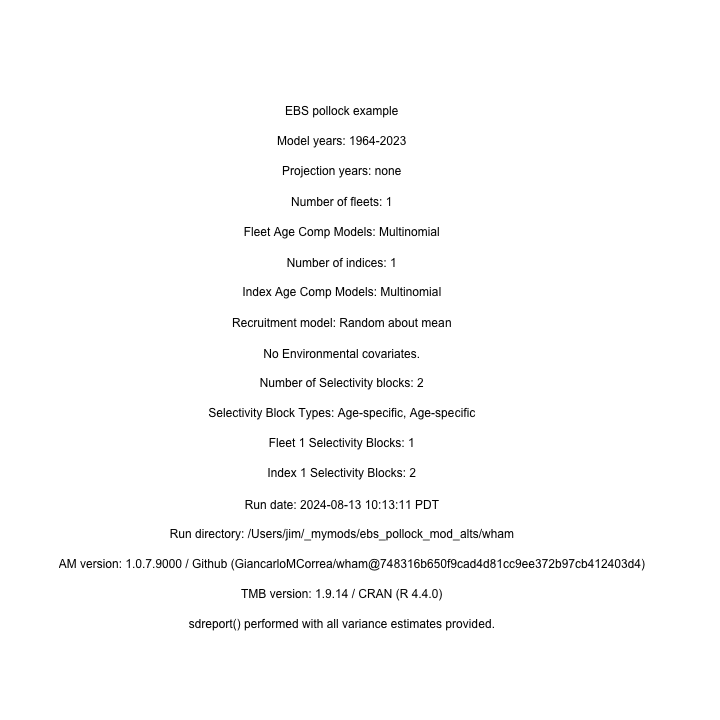 EBS pollock example
Model years: 1964-2023
Projection years: none
Number of fleets: 1
Fleet Age Comp Models: Multinomial
Number of indices: 1
Index Age Comp Models: Multinomial
Recruitment model: Random about mean
No Environmental covariates.
Number of Selectivity blocks: 2
Selectivity Block Types: Age-specific, Age-specific
Fleet 1 Selectivity Blocks: 1
Index 1 Selectivity Blocks: 2
Run date: 2024-08-13 10:13:11 PDT
Run directory: /Users/jim/_mymods/ebs_pollock_mod_alts/wham
AM version: 1.0.7.9000 / Github (GiancarloMCorrea/wham@748316b650f9cad4d81cc9ee372b97cb412403d4)
TMB version: 1.9.14 / CRAN (R 4.4.0)
sdreport() performed with all variance estimates provided.